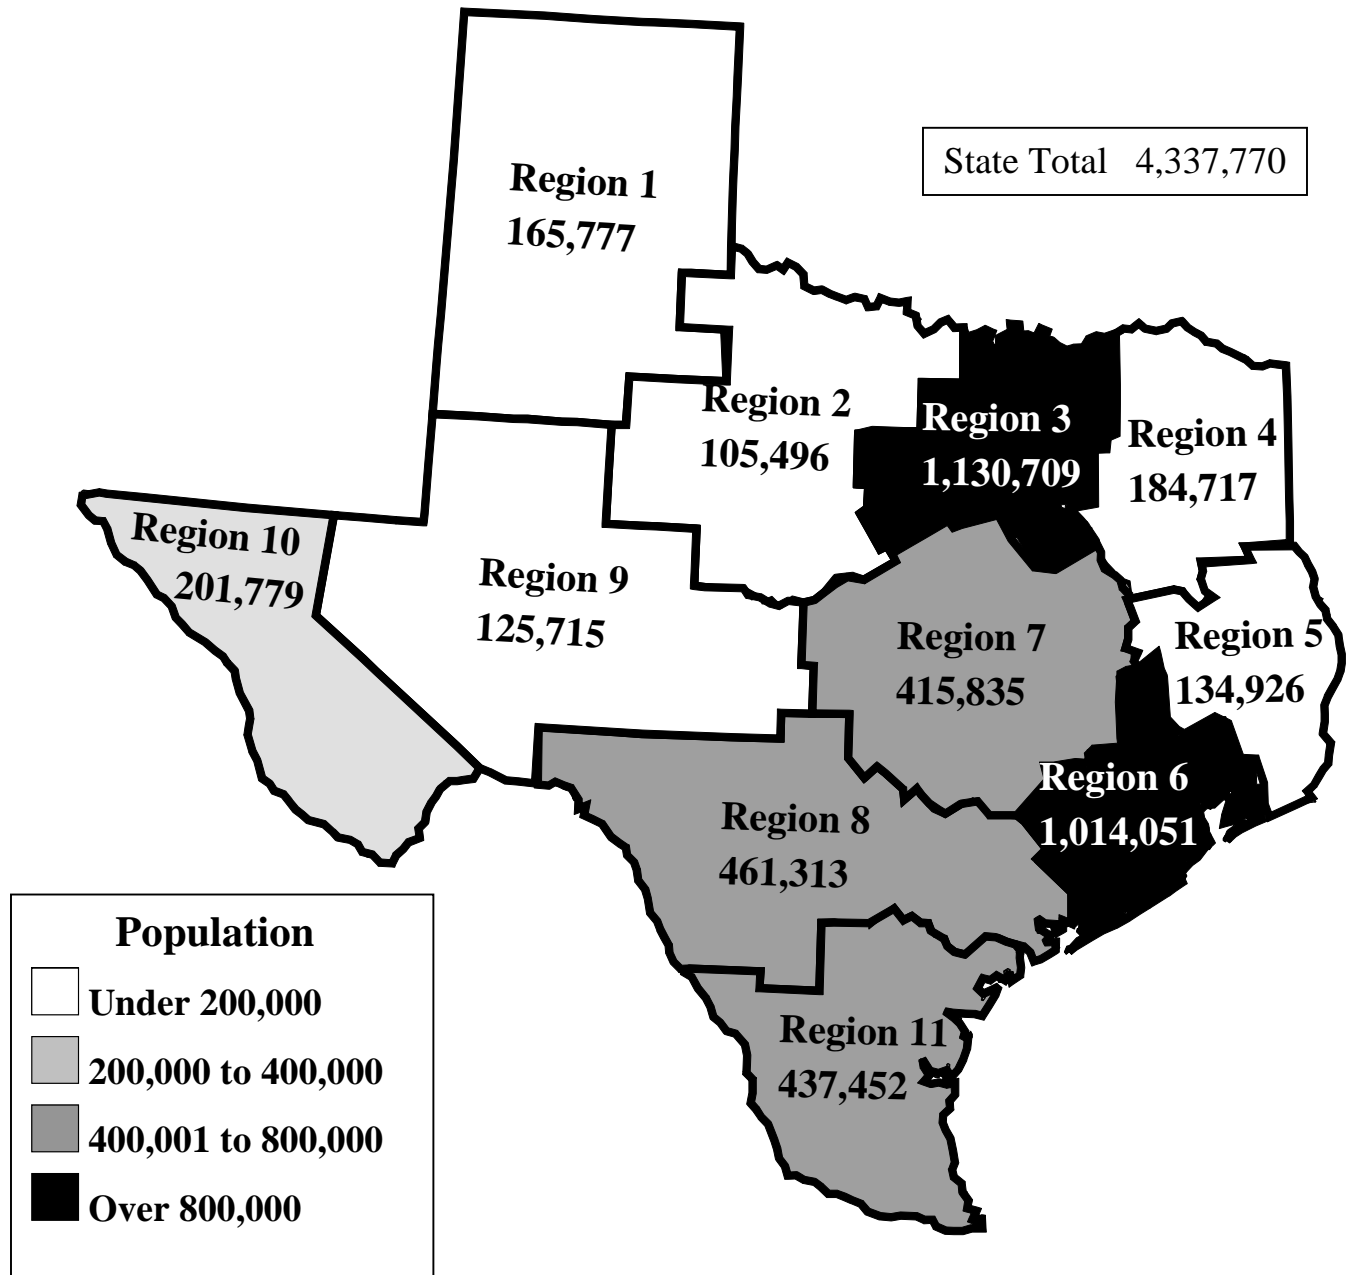 State Total 4,337,770
Region 1
165,777
Region 2
105,496
Region 3
1,130,709
Region 4
184,717
Region 10
201,779
Region 9
125,715
Region 7
415,835
Region 5
134,926
Region 6
1,014,051
Region 8
461,313
Region 11
437,452
Population
Under 200,000
200,000 to 400,000
400,001 to 800,000
Over 800,000